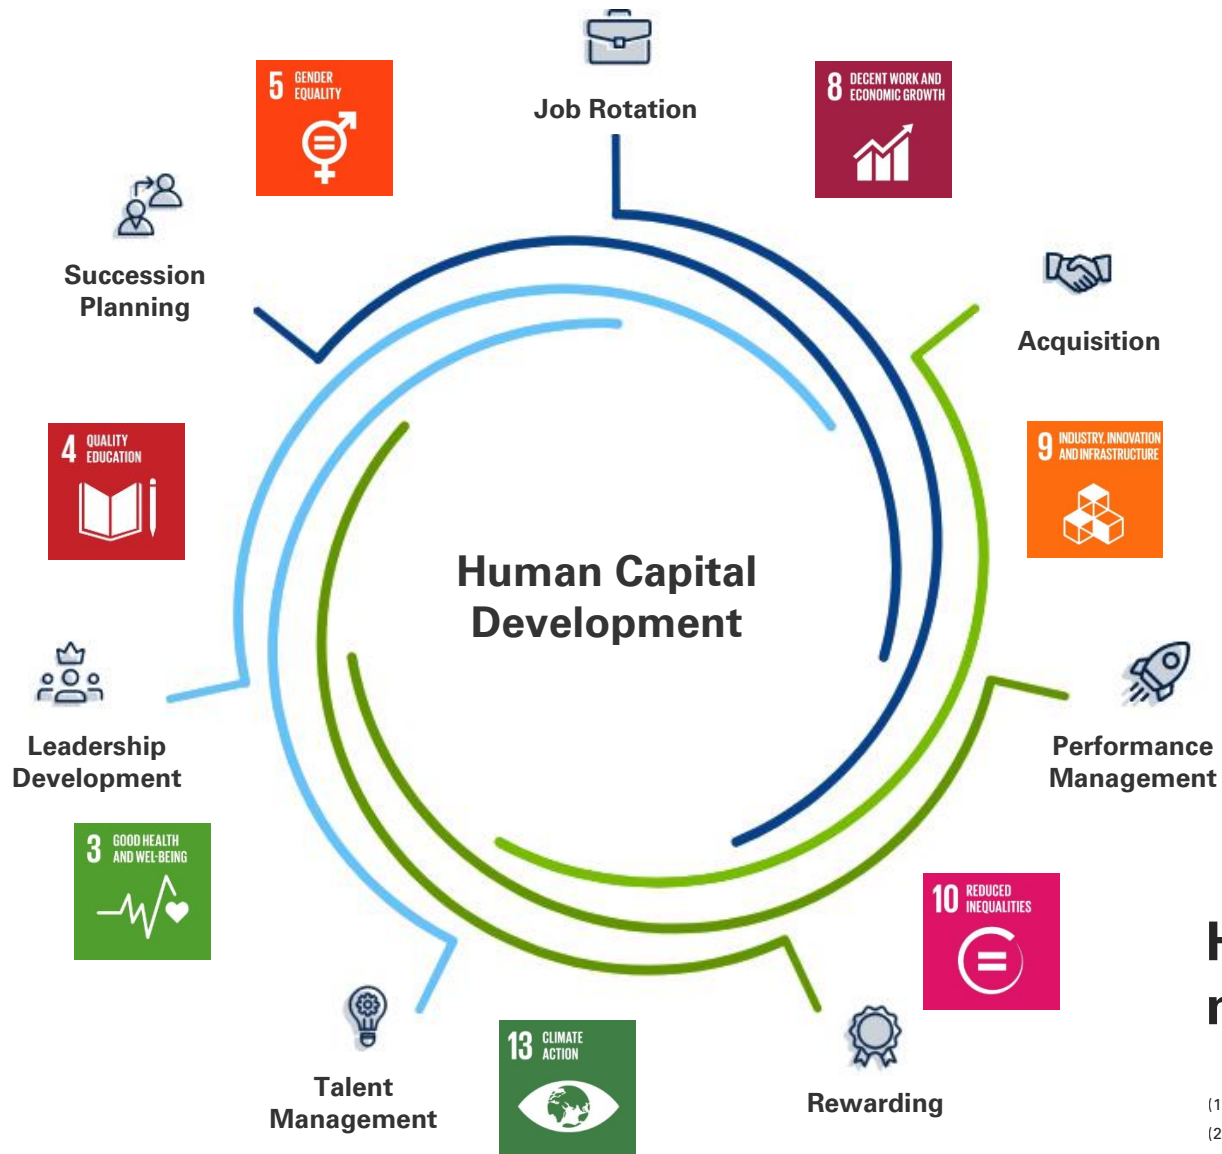 Job Rotation
5 GENDER
EQUALITY
8 DECENT WORK AND
ECONOMIC GROWTH
Succession
Planning
Acquisition
4 QUALITY
EDUCATION
9 INDUSTRY, INNOVATION
AND INFRASTRUCTURE
Human Capital
Development
Leadership
Development
Performance
Management
3 GOOD HEALTH
AND WEL-BEING
10 REDUCED
INEQUALITIES
13 CLIMATE
ACTION
Talent
Management
Rewarding
(1
(2